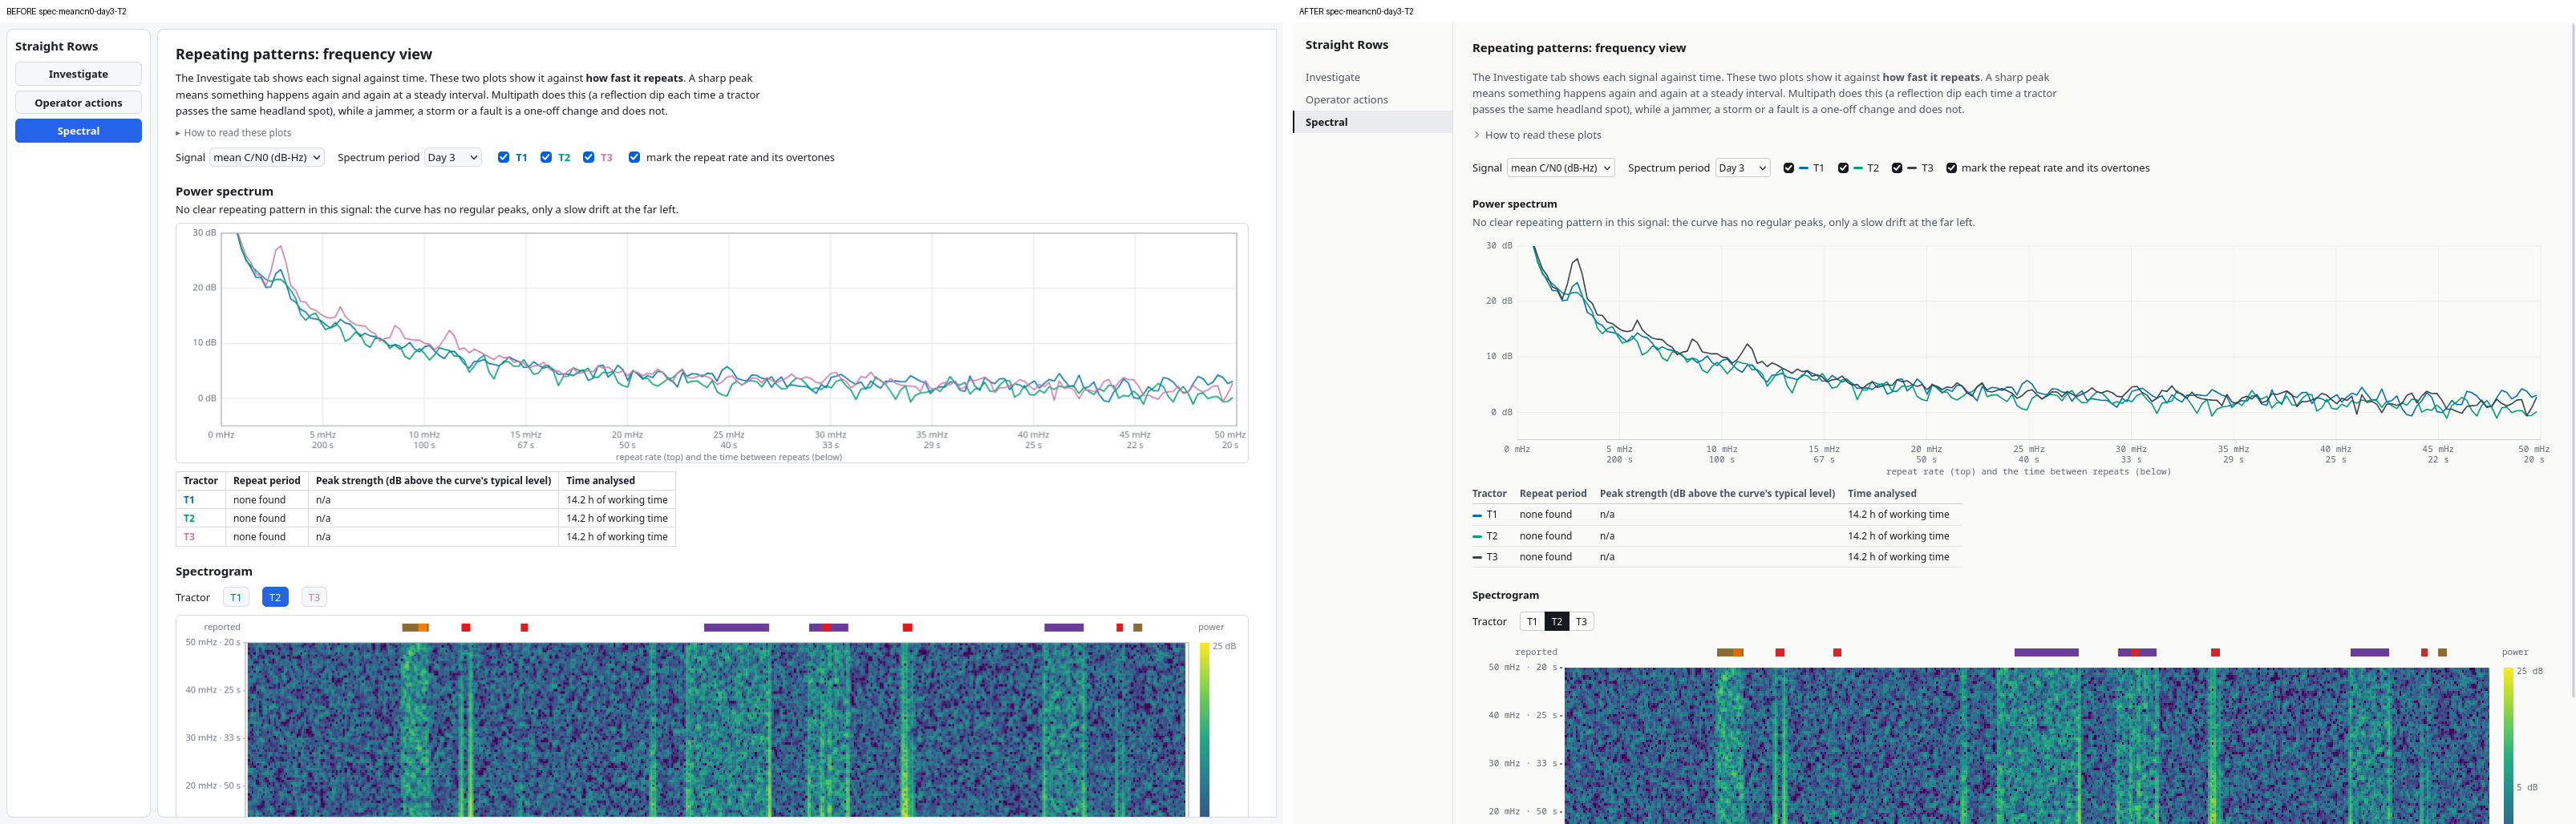 BEFORE spec-meancn0-day3-T2
Straight Rows
Investigate
Operator actions
Spectral
Repeating patterns: frequency view
The Investigate tab shows each signal against time. These two plots show it against how fast it repeats. A sharp peak
means something happens again and again at a steady interval. Multipath does this (a reflection dip each time a tractor
passes the same headland spot), while a jammer, a storm or a fault is a one-off change and does not.
▸ How to read these plots
Signal mean C/N0 (dB-Hz) Spectrum period Day 3 T1 T2 T3 mark the repeat rate and its overtones
Power spectrum
No clear repeating pattern in this signal: the curve has no regular peaks, only a slow drift at the far left.
30 dB
20 dB
10 dB
0 dB
0 mHz 5 mHz 10 mHz 15 mHz 20 mHz 25 mHz 30 mHz 35 mHz 40 mHz 45 mHz 50 mHz
200 s 100 s 67 s 50 s 40 s 33 s 29 s 25 s 22 s 20 s
repeat rate (top) and the time between repeats (below)
Tractor Repeat period Peak strength (dB above the curve's typical level) Time analysed
T1 none found n/a 14.2 h of working time
T2 none found n/a 14.2 h of working time
T3 none found n/a 14.2 h of working time
Spectrogram
Tractor T1 T2 T3
reported power
50 mHz · 20 s 25 dB
40 mHz · 25 s
30 mHz · 33 s
20 mHz · 50 s
AFTER spec-meancn0-day3-T2
Straight Rows
Investigate
Operator actions
Spectral
Repeating patterns: frequency view
The Investigate tab shows each signal against time. These two plots show it against how fast it repeats. A sharp peak
means something happens again and again at a steady interval. Multipath does this (a reflection dip each time a tractor
passes the same headland spot), while a jammer, a storm or a fault is a one-off change and does not.
How to read these plots
Signal mean C/N0 (dB-Hz) Spectrum period Day 3 T1 T2 T3 mark the repeat rate and its overtones
Power spectrum
No clear repeating pattern in this signal: the curve has no regular peaks, only a slow drift at the far left.
30 dB
20 dB
10 dB
0 dB
0 mHz 5 mHz 10 mHz 15 mHz 20 mHz 25 mHz 30 mHz 35 mHz 40 mHz 45 mHz 50 mHz
200 s 100 s 67 s 50 s 40 s 33 s 29 s 25 s 22 s 20 s
repeat rate (top) and the time between repeats (below)
Tractor Repeat period Peak strength (dB above the curve's typical level) Time analysed
T1 none found n/a 14.2 h of working time
T2 none found n/a 14.2 h of working time
T3 none found n/a 14.2 h of working time
Spectrogram
Tractor T1 T2 T3
reported power
50 mHz · 20 s 25 dB
40 mHz · 25 s
30 mHz · 33 s
5 dB
20 mHz · 50 s